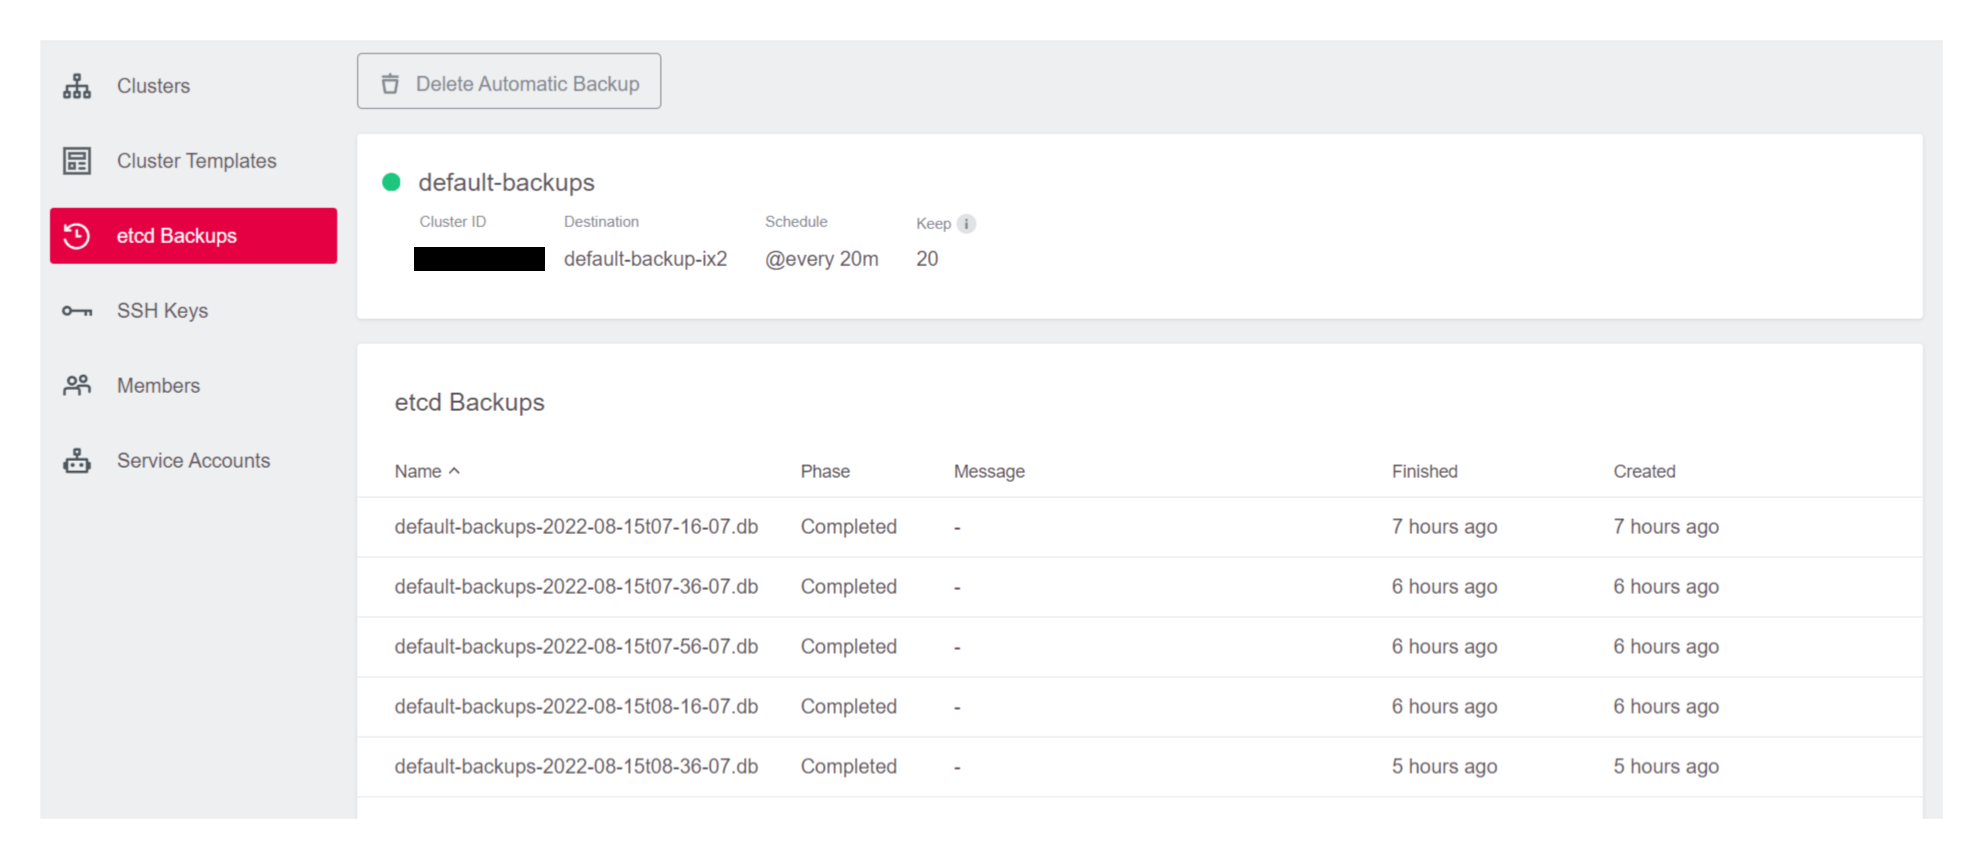 Clusters
Cluster Templates
etcd Backups
SSH Keys
Members
Service Accounts
Delete Automatic Backup
default-backups
Cluster ID Destination Schedule Keep i
default-backup-ix2 @every 20m 20
etcd Backups
Name Phase Message Finished Created
default-backups-2022-08-15t07-16-07.db Completed - 7 hours ago 7 hours ago
default-backups-2022-08-15t07-36-07.db Completed - 6 hours ago 6 hours ago
default-backups-2022-08-15t07-56-07.db Completed - 6 hours ago 6 hours ago
default-backups-2022-08-15t08-16-07.db Completed - 6 hours ago 6 hours ago
default-backups-2022-08-15t08-36-07.db Completed - 5 hours ago 5 hours ago